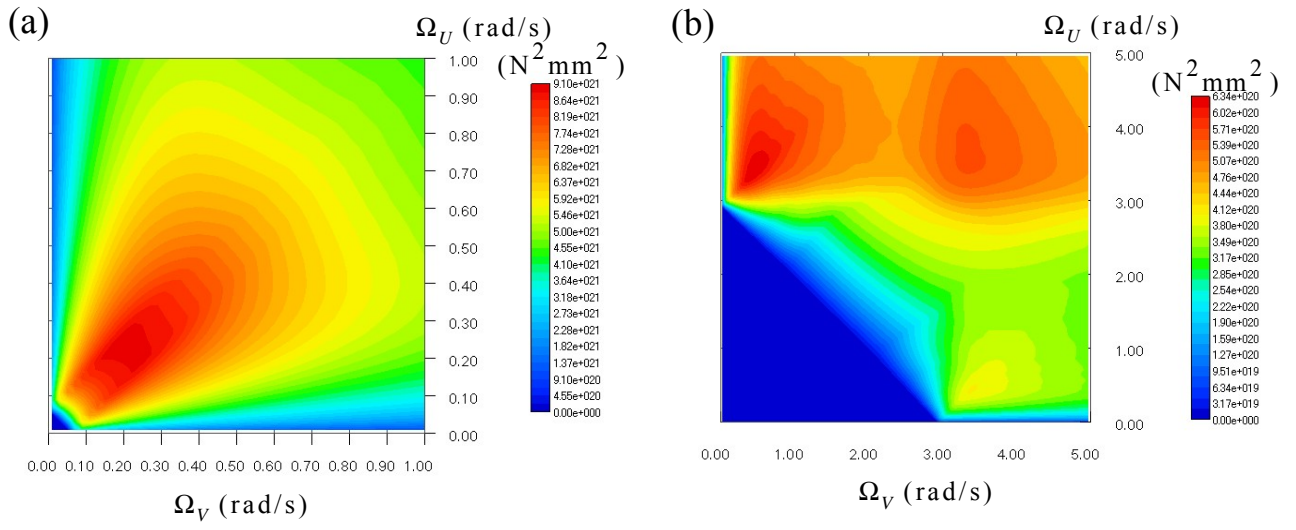 (a)
Ω_U (rad/s)
(N²mm²)
1.00
0.90
0.80
0.70
0.60
0.50
0.40
0.30
0.20
0.10
0.00
9.10e+021
8.64e+021
8.19e+021
7.74e+021
7.28e+021
6.82e+021
6.37e+021
5.92e+021
5.46e+021
5.00e+021
4.55e+021
4.10e+021
3.64e+021
3.18e+021
2.73e+021
2.28e+021
1.82e+021
1.37e+021
9.10e+020
4.55e+020
0.00e+000
0.00 0.10 0.20 0.30 0.40 0.50 0.60 0.70 0.80 0.90 1.00
Ω_V (rad/s)
(b)
Ω_U (rad/s)
(N²mm²)
5.00
4.00
3.00
2.00
1.00
0.00
6.34e+020
6.02e+020
5.71e+020
5.39e+020
5.07e+020
4.76e+020
4.44e+020
4.12e+020
3.80e+020
3.49e+020
3.17e+020
2.85e+020
2.54e+020
2.22e+020
1.90e+020
1.59e+020
1.27e+020
9.51e+019
6.34e+019
3.17e+019
0.00e+000
0.00 1.00 2.00 3.00 4.00 5.00
Ω_V (rad/s)